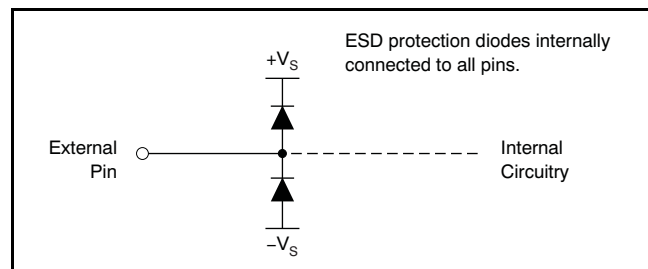 ESD protection diodes internally
connected to all pins.
+VS
External
Pin
Internal
Circuitry
−VS